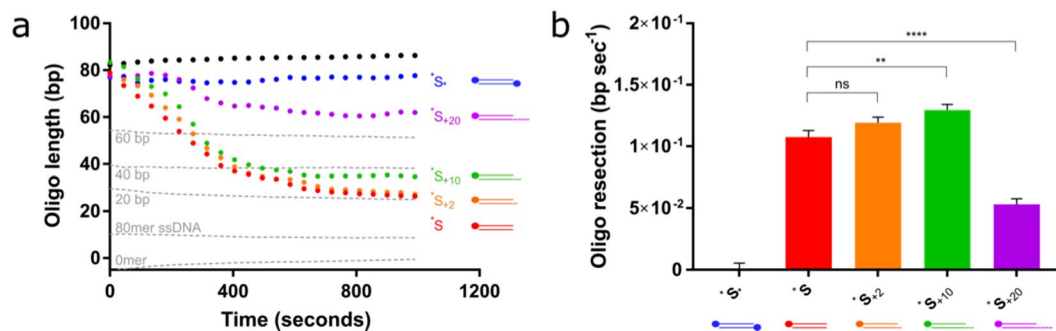 a
Oligo length (bp)
100
80
60
40
20
0
60 bp
40 bp
20 bp
80mer ssDNA
0mer
0
400
800
1200
Time (seconds)
*S*
*S+20
*S+10
*S+2
*S
b
Oligo resection (bp sec-1)
2×10-1
1.5×10-1
1×10-1
5×10-2
0
****
**
ns
*S*
*S
*S+2
*S+10
*S+20